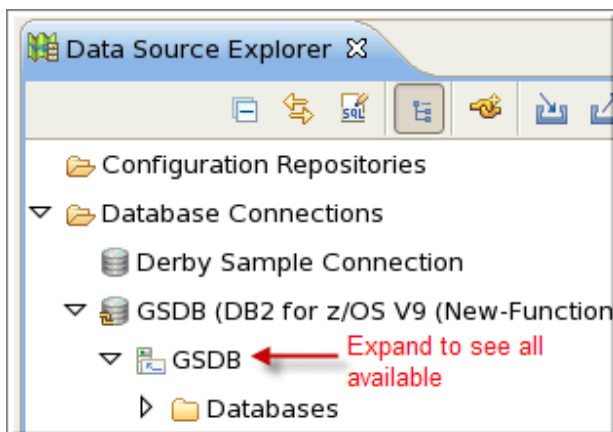 Data Source Explorer
SQL
Configuration Repositories
Database Connections
Derby Sample Connection
GSDB (DB2 for z/OS V9 (New-Function
GSDB
Expand to see all
available
Databases